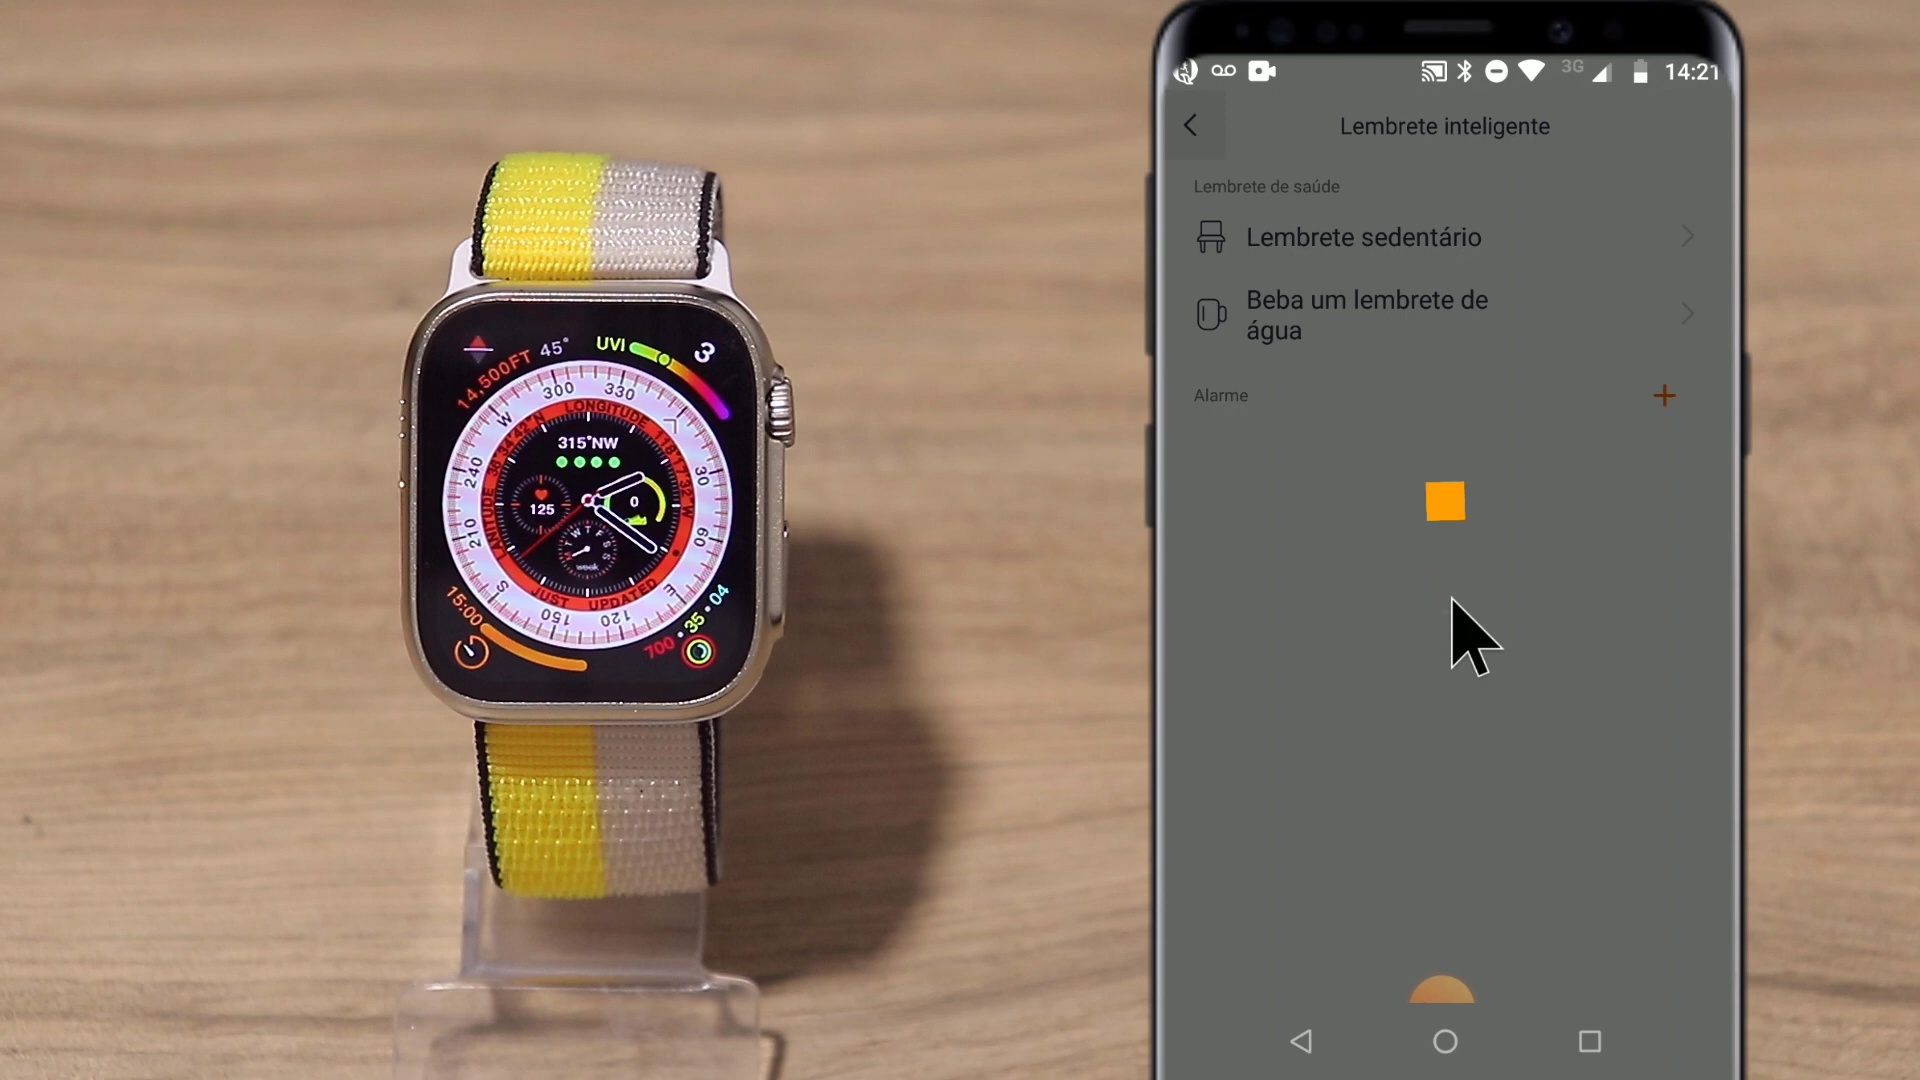 14,500FT 45°
UVI
3
300
330
30
60
E
120
150
S
210
240
W
LONGITUDE
JUST UPDATED
315°NW
125
0
T W T F S S
week
15:00
700 • 35 • 04
3G
14:21
Lembrete inteligente
Lembrete de saúde
Lembrete sedentário
Beba um lembrete de
água
Alarme